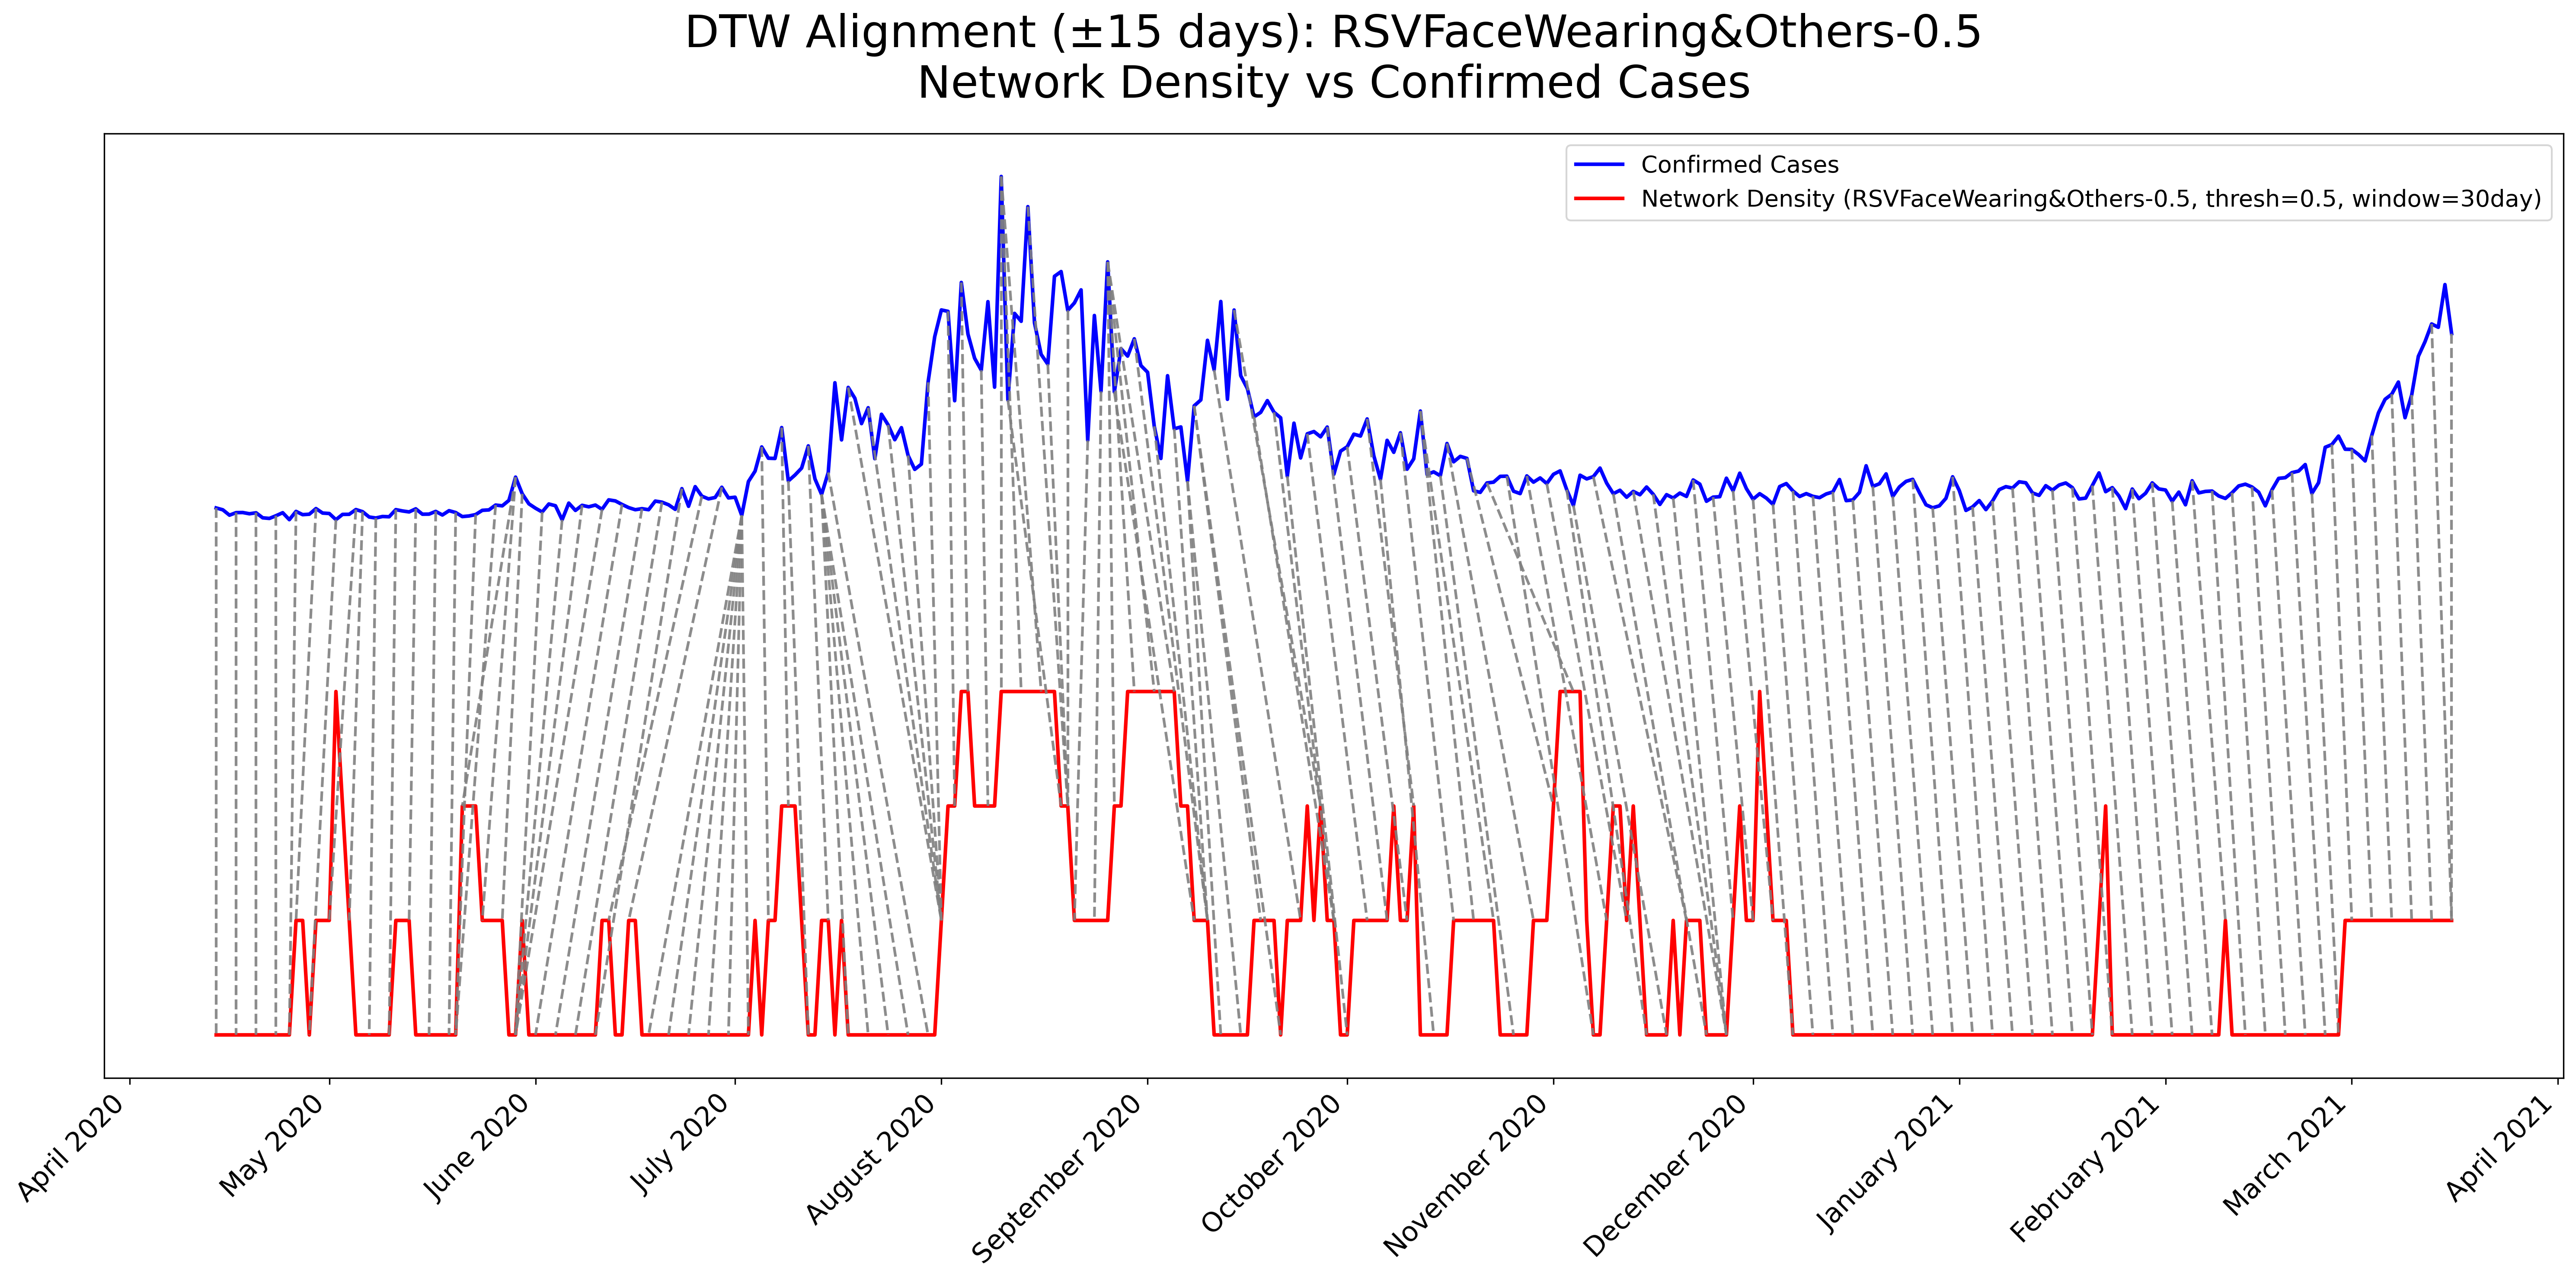 DTW Alignment (±15 days): RSVFaceWearing&Others-0.5
Network Density vs Confirmed Cases
Confirmed Cases
Network Density (RSVFaceWearing&Others-0.5, thresh=0.5, window=30day)
April 2020
May 2020
June 2020
July 2020
August 2020
September 2020
October 2020
November 2020
December 2020
January 2021
February 2021
March 2021
April 2021